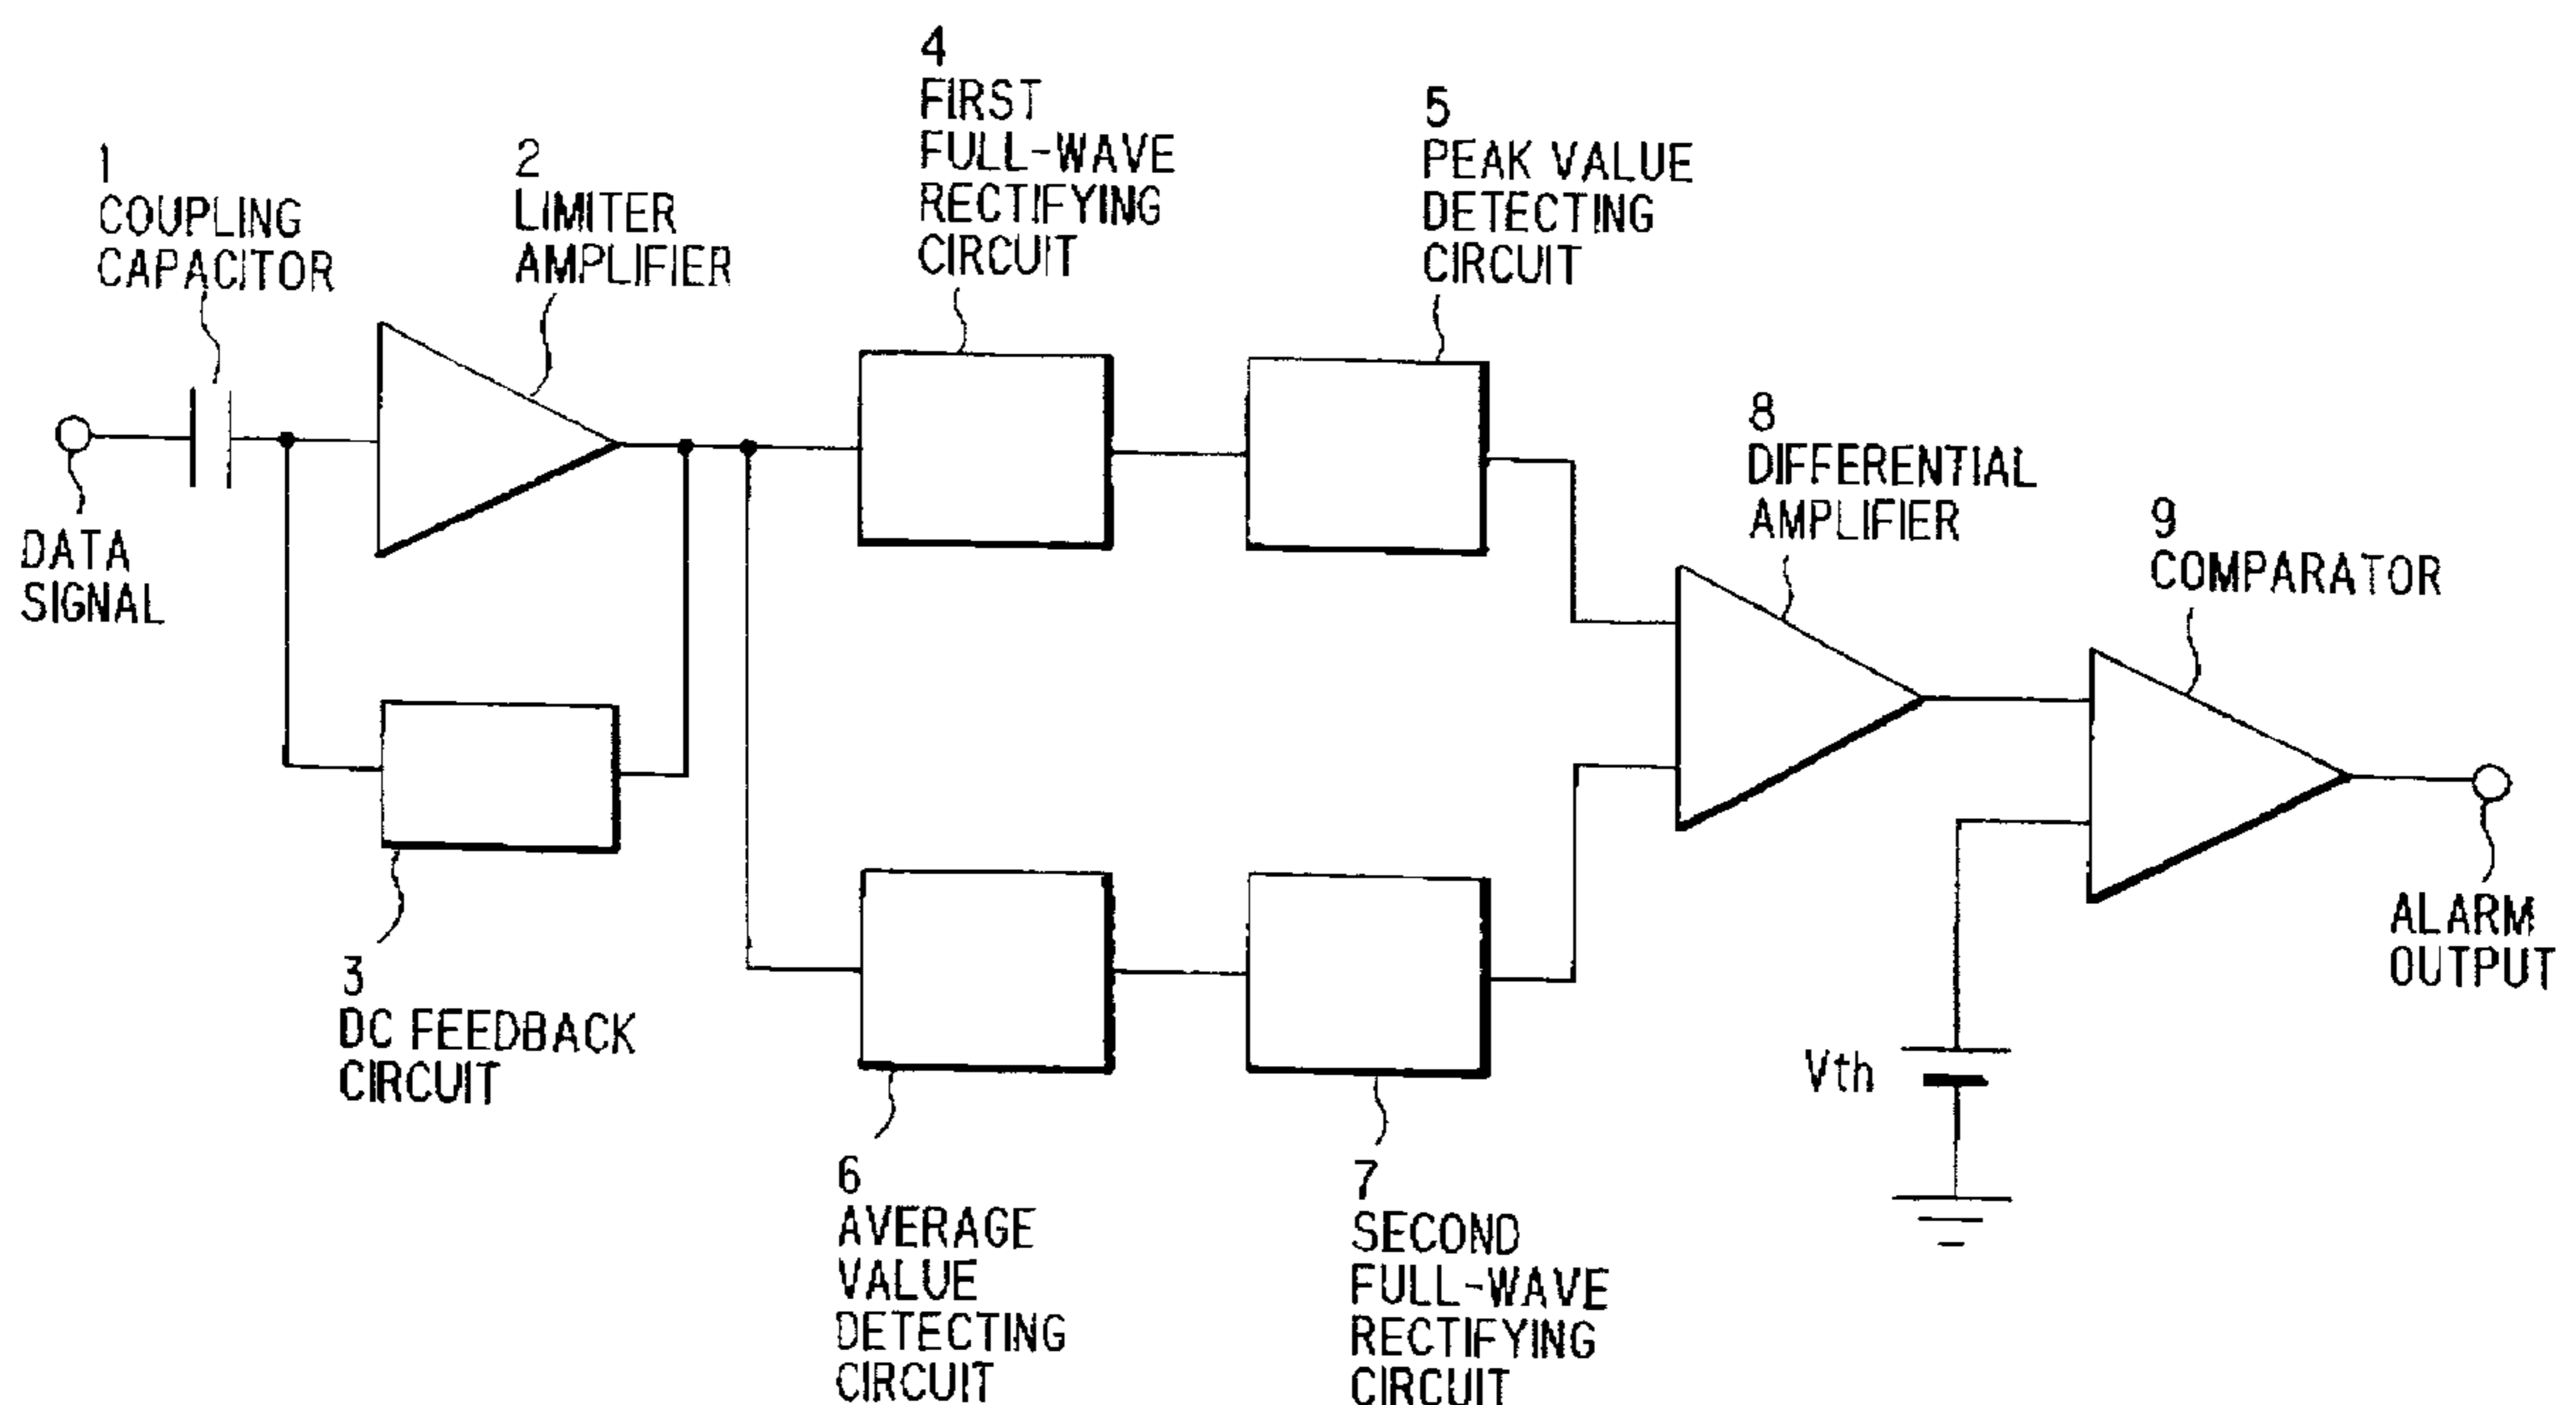 1
COUPLING
CAPACITOR
2
LIMITER
AMPLIFIER
4
FIRST
FULL-WAVE
RECTIFYING
CIRCUIT
5
PEAK VALUE
DETECTING
CIRCUIT
8
DIFFERENTIAL
AMPLIFIER
9
COMPARATOR
DATA
SIGNAL
ALARM
OUTPUT
3
DC FEEDBACK
CIRCUIT
Vth
6
AVERAGE
VALUE
DETECTING
CIRCUIT
7
SECOND
FULL-WAVE
RECTIFYING
CIRCUIT